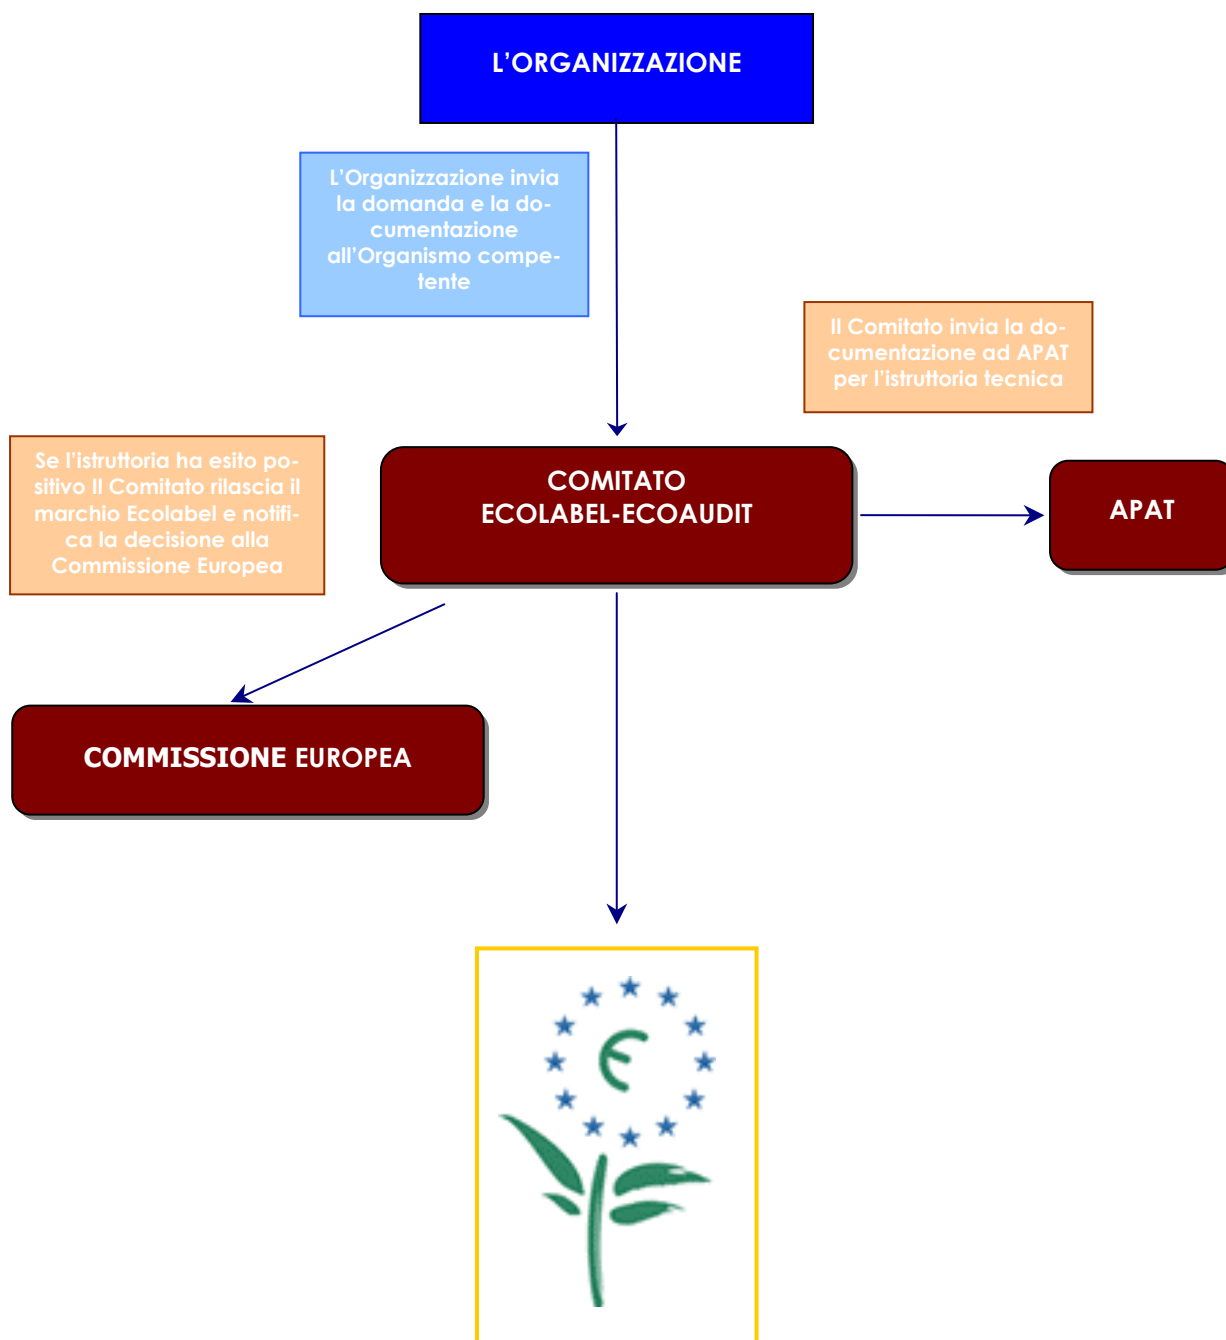 L'ORGANIZZAZIONE
L'Organizzazione invia
la domanda e la do-
cumentazione
all'Organismo compe-
tente
Il Comitato invia la do-
cumentazione ad APAT
per l'istruttoria tecnica
Se l'istruttoria ha esito po-
sitivo Il Comitato rilascia il
marchio Ecolabel e notifi-
ca la decisione alla
Commissione Europea
COMITATO
ECOLABEL-ECOAUDIT
APAT
COMMISSIONE EUROPEA